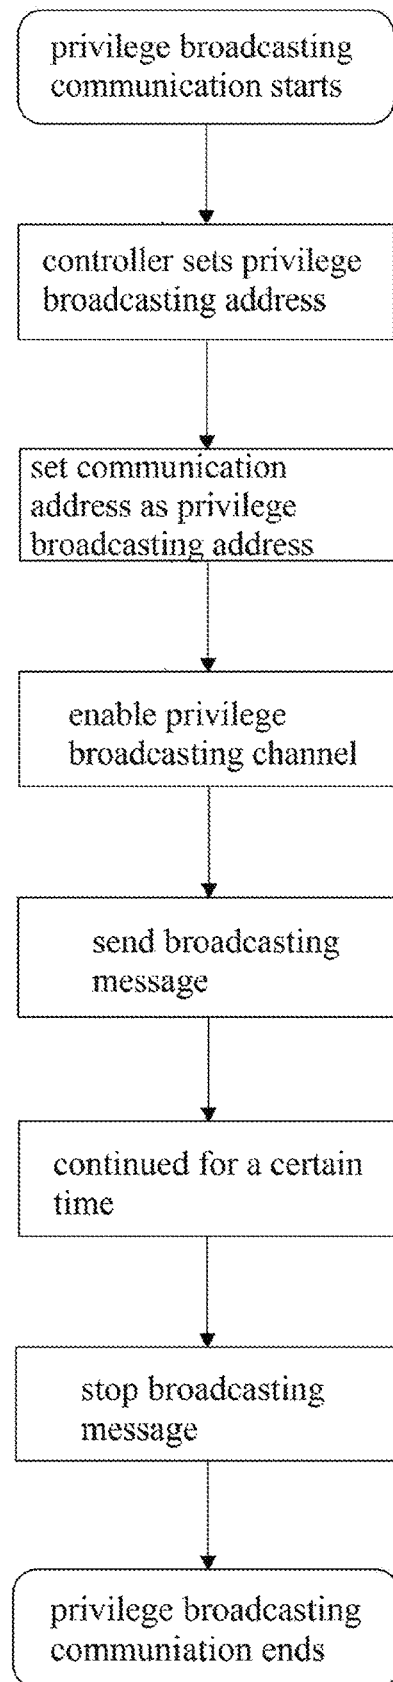 privilege broadcasting
communication starts
controller sets privilege
broadcasting address
set communication
address as privilege
broadcasting address
enable privilege
broadcasting channel
send broadcasting
message
continued for a certain
time
stop broadcasting
message
privilege broadcasting
communiation ends